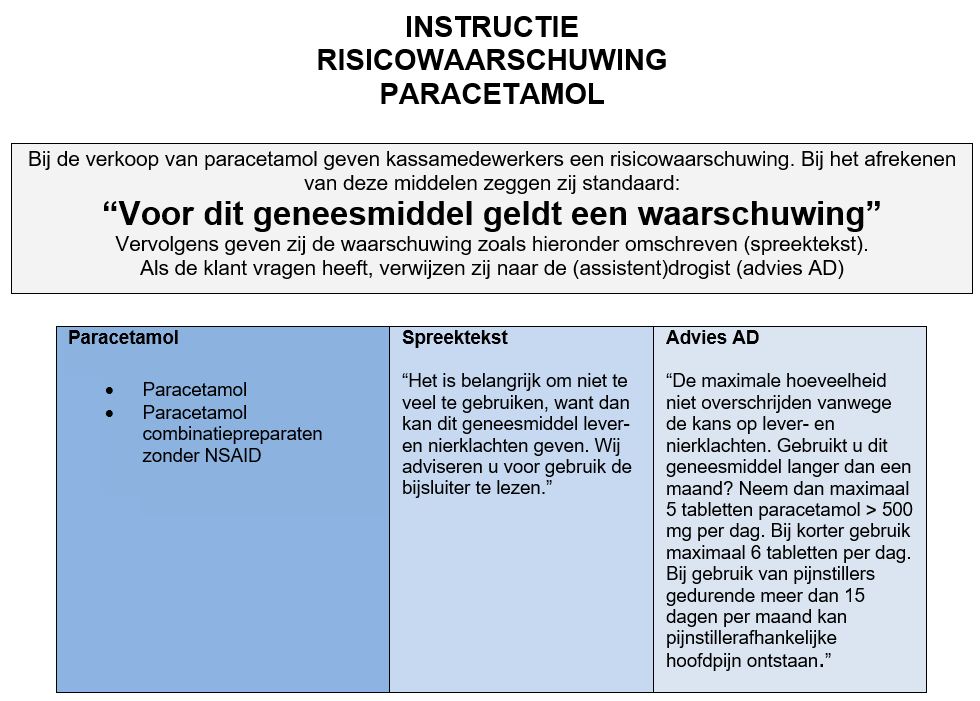 INSTRUCTIE
RISICOWAARSCHUWING
PARACETAMOL
Bij de verkoop van paracetamol geven kassamedewerkers een risicowaarschuwing. Bij het afrekenen
van deze middelen zeggen zij standaard:
“Voor dit geneesmiddel geldt een waarschuwing”
Vervolgens geven zij de waarschuwing zoals hieronder omschreven (spreektekst).
Als de klant vragen heeft, verwijzen zij naar de (assistent)drogist (advies AD)
Paracetamol
• Paracetamol
• Paracetamol
combinatiepreparaten
zonder NSAID
Spreektekst
“Het is belangrijk om niet te
veel te gebruiken, want dan
kan dit geneesmiddel lever-
en nierklachten geven. Wij
adviseren u voor gebruik de
bijsluiter te lezen.”
Advies AD
“De maximale hoeveelheid
niet overschrijden vanwege
de kans op lever- en
nierklachten. Gebruikt u dit
geneesmiddel langer dan een
maand? Neem dan maximaal
5 tabletten paracetamol > 500
mg per dag. Bij korter gebruik
maximaal 6 tabletten per dag.
Bij gebruik van pijnstillers
gedurende meer dan 15
dagen per maand kan
pijnstillerafhankelijke
hoofdpijn ontstaan.”